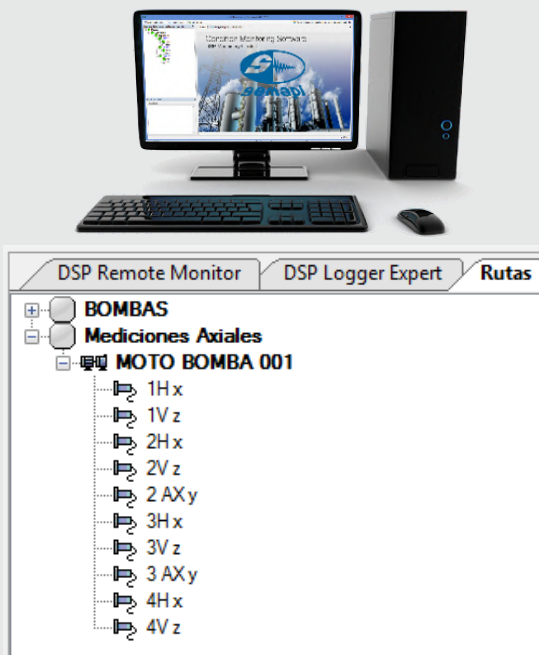 Condition Monitoring Software
semapi
DSP Remote Monitor
DSP Logger Expert
Rutas
BOMBAS
Mediciones Axiales
MOTO BOMBA 001
1H x
1V z
2H x
2V z
2 AX y
3H x
3V z
3 AX y
4H x
4V z